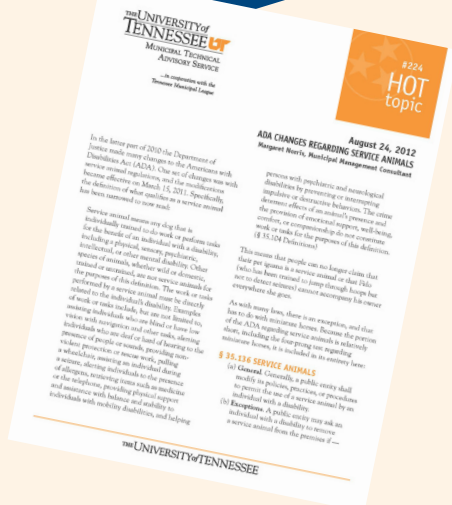 THE UNIVERSITY of
TENNESSEE UT
MUNICIPAL TECHNICAL
ADVISORY SERVICE
...in cooperation with the
Tennessee Municipal League
#224
HOT
topic
August 24, 2012
ADA CHANGES REGARDING SERVICE ANIMALS
Margaret Norris, Municipal Management Consultant
In the latter part of 2010 the Department of
Justice made many changes to the Americans with
Disabilities Act (ADA). One set of changes was with
service animal regulations, and the modifications
became effective on March 15, 2011. Specifically,
the definition of what qualifies as a service animal
has been narrowed to now read:
Service animal means any dog that is
individually trained to do work or perform tasks
for the benefit of an individual with a disability,
including a physical, sensory, psychiatric,
intellectual, or other mental disability. Other
species of animals, whether wild or domestic,
trained or untrained, are not service animals for
the purposes of this definition. The work or tasks
performed by a service animal must be directly
related to the individual's disability. Examples
of work or tasks include, but are not limited to,
assisting individuals who are blind or have low
vision with navigation and other tasks, alerting
individuals who are deaf or hard of hearing to the
presence of people or sounds, providing non-
violent protection or rescue work, pulling
a wheelchair, assisting an individual during
a seizure, alerting individuals to the presence
of allergens, retrieving items such as medicine
or the telephone, providing physical support
and assistance with balance and stability to
individuals with mobility disabilities, and helping
persons with psychiatric and neurological
disabilities by preventing or interrupting
impulsive or destructive behaviors. The crime
deterrent effects of an animal's presence and
the provision of emotional support, well-being,
comfort, or companionship do not constitute
work or tasks for the purposes of this definition.
(§ 35.104 Definitions)
This means that people can no longer claim that
their pet iguana is a service animal or that Fido
(who has been trained to jump through hoops but
not to detect seizures) cannot accompany his owner
everywhere she goes.
As with many laws, there is an exception, and that
has to do with miniature horses. Because the portion
of the ADA regarding service animals is relatively
short, including the four-prong test regarding
miniature horses, it is included in its entirety here:
§ 35.136 SERVICE ANIMALS
(a) General. Generally, a public entity shall
modify its policies, practices, or procedures
to permit the use of a service animal by an
individual with a disability.
(b) Exceptions. A public entity may ask an
individual with a disability to remove
a service animal from the premises if —
THE UNIVERSITY of TENNESSEE